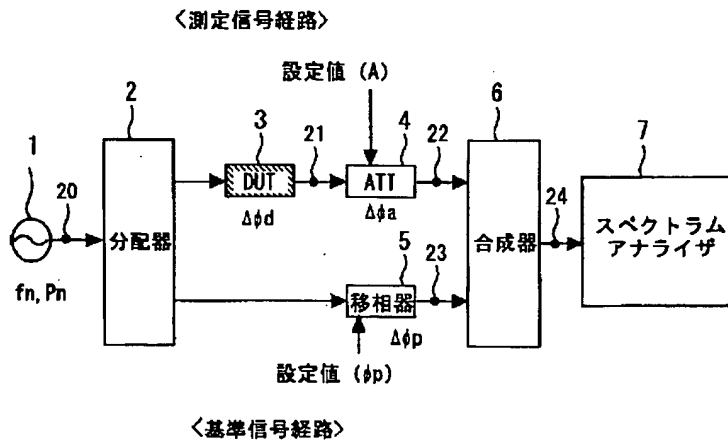 <測定信号経路>
設定値 (A)
1
2
3
21
4
22
6
7
20
DUT
ATT
24
Δφd
Δφa
分配器
合成器
スペクトラム
アナライザ
fn, Pn
5
23
移相器
Δφp
設定値 (φp)
<基準信号経路>